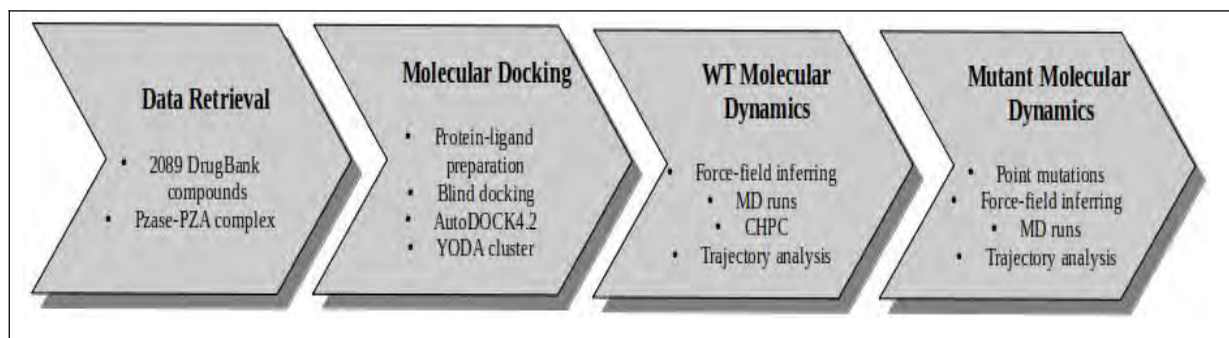 Data Retrieval
• 2089 DrugBank
compounds
• Pzase-PZA complex
Molecular Docking
• Protein-ligand
preparation
• Blind docking
• AutoDOCK4.2
• YODA cluster
WT Molecular
Dynamics
• Force-field inferring
• MD runs
• CHPC
• Trajectory analysis
Mutant Molecular
Dynamics
• Point mutations
• Force-field inferring
• MD runs
• Trajectory analysis